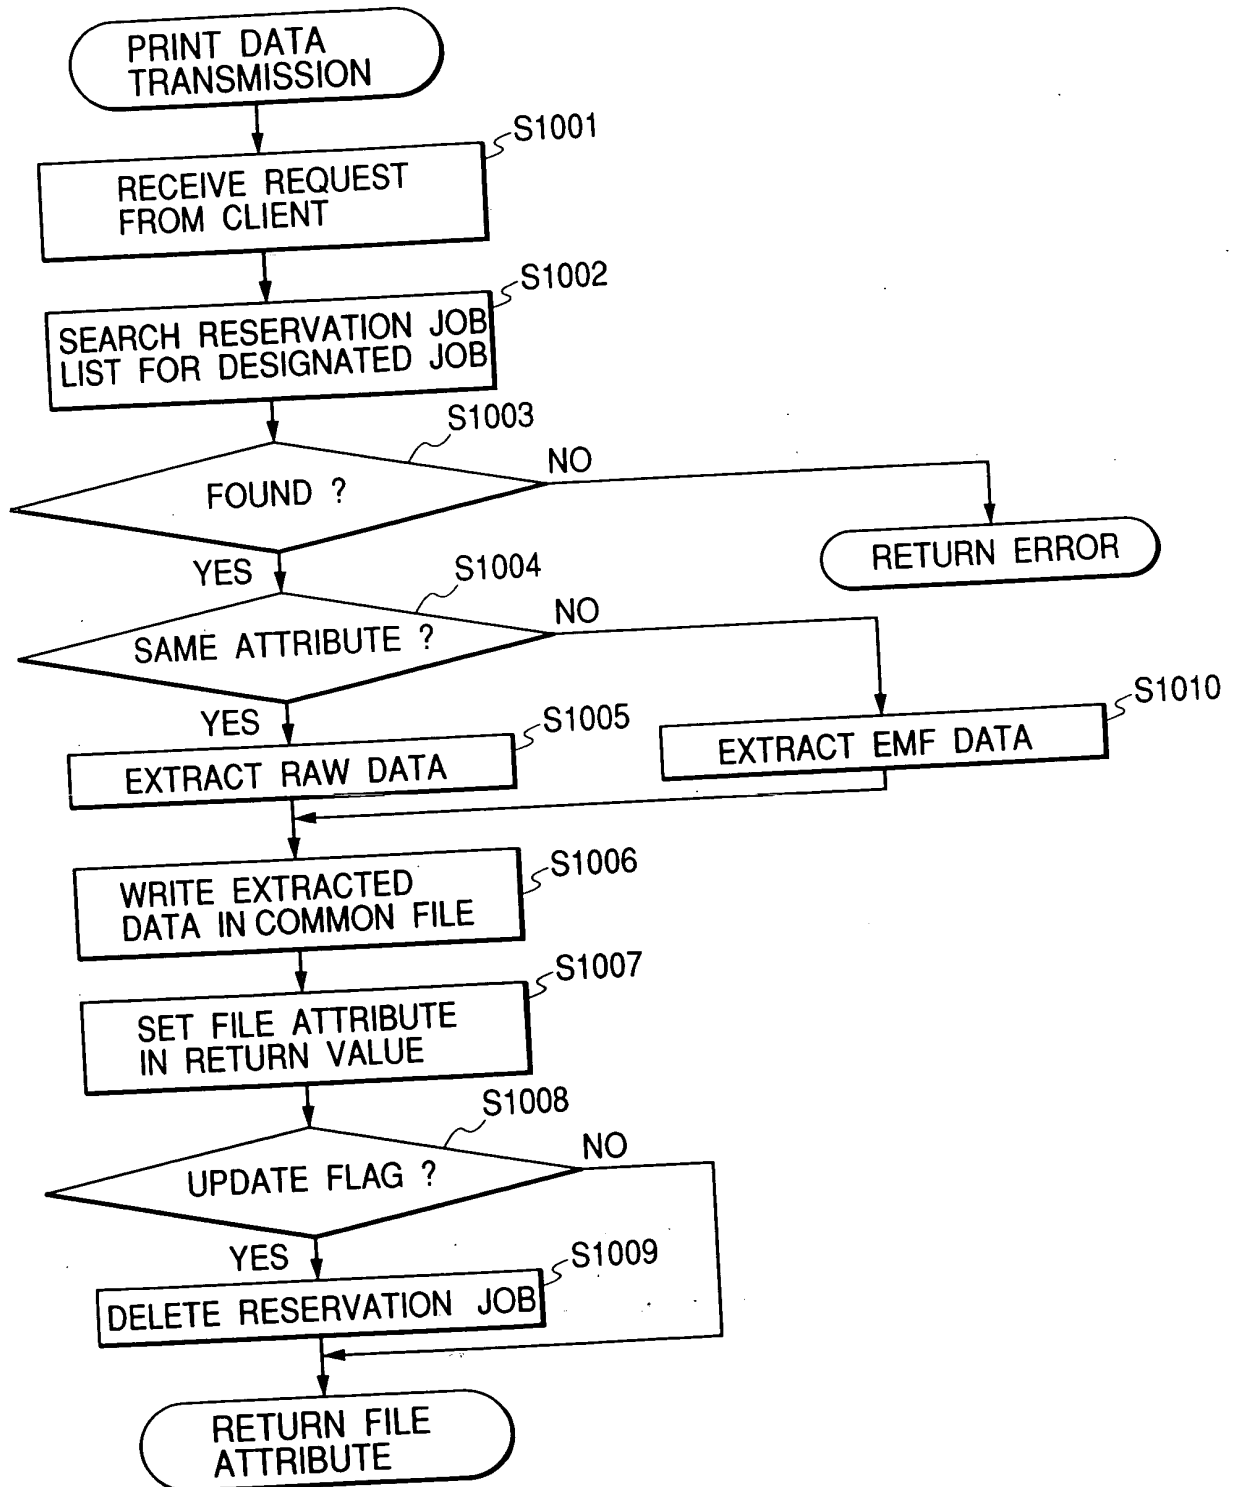 PRINT DATA
TRANSMISSION
S1001
RECEIVE REQUEST
FROM CLIENT
S1002
SEARCH RESERVATION JOB
LIST FOR DESIGNATED JOB
S1003
FOUND ?
NO
RETURN ERROR
YES
S1004
SAME ATTRIBUTE ?
NO
YES
S1005
EXTRACT RAW DATA
S1010
EXTRACT EMF DATA
S1006
WRITE EXTRACTED
DATA IN COMMON FILE
S1007
SET FILE ATTRIBUTE
IN RETURN VALUE
S1008
UPDATE FLAG ?
NO
YES
S1009
DELETE RESERVATION JOB
RETURN FILE
ATTRIBUTE